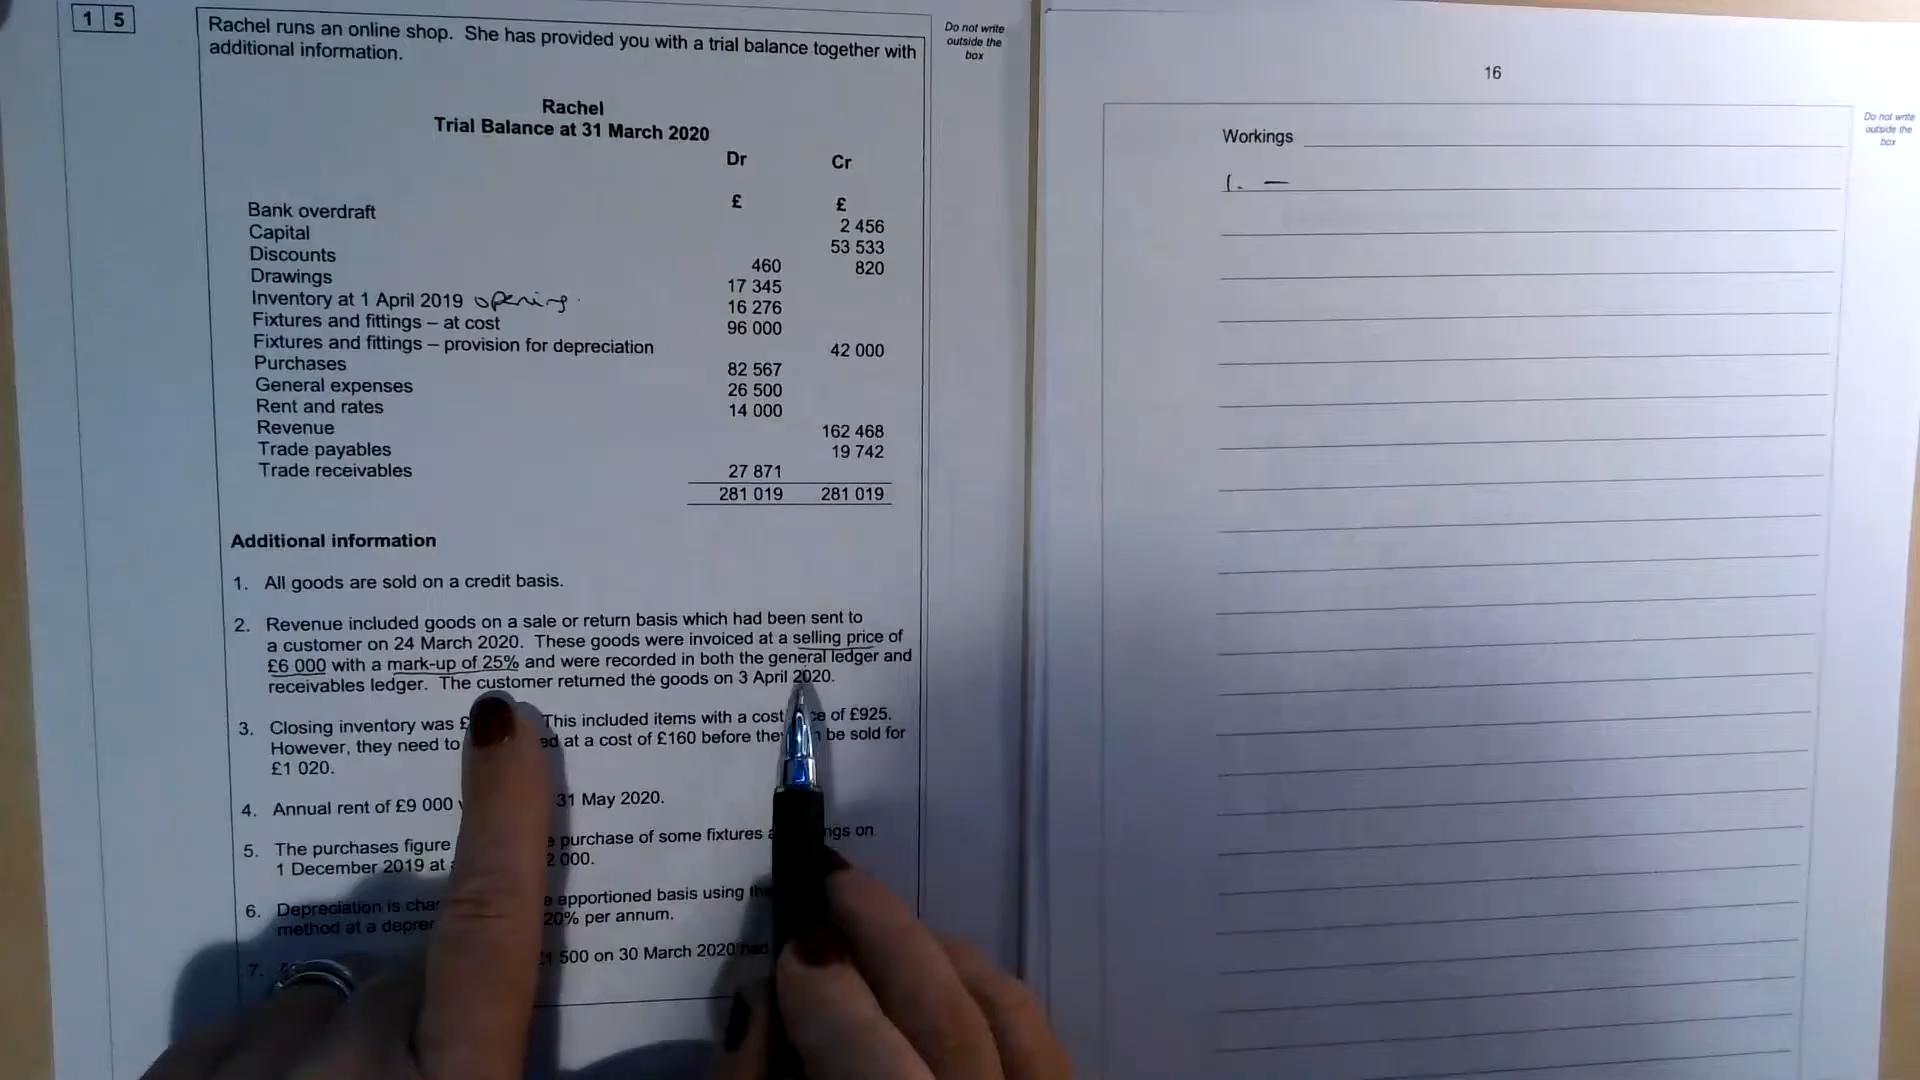 1 5
Rachel runs an online shop. She has provided you with a trial balance together with
additional information.
Do not write
outside the
box
Rachel
Trial Balance at 31 March 2020
Dr Cr
£ £
Bank overdraft 2 456
Capital 53 533
Discounts 460 820
Drawings 17 345
Inventory at 1 April 2019 opening. 16 276
Fixtures and fittings – at cost 96 000
Fixtures and fittings – provision for depreciation 42 000
Purchases 82 567
General expenses 26 500
Rent and rates 14 000
Revenue 162 468
Trade payables 19 742
Trade receivables 27 871
281 019 281 019
Additional information
1. All goods are sold on a credit basis.
2. Revenue included goods on a sale or return basis which had been sent to
a customer on 24 March 2020. These goods were invoiced at a selling price of
£6 000 with a mark-up of 25% and were recorded in both the general ledger and
receivables ledger. The customer returned the goods on 3 April 2020.
3. Closing inventory was £ This included items with a cost of £925.
However, they need to at a cost of £160 before be sold for
£1 020.
4. Annual rent of £9 000 31 May 2020.
5. The purchases figure purchase of some fixtures on
1 December 2019 at 2 000.
6. Depreciation is apportioned basis using
method at a 20% per annum.
7. 1 500 on 30 March 2020 had
16
Do not write
outside the
box
Workings
1. —